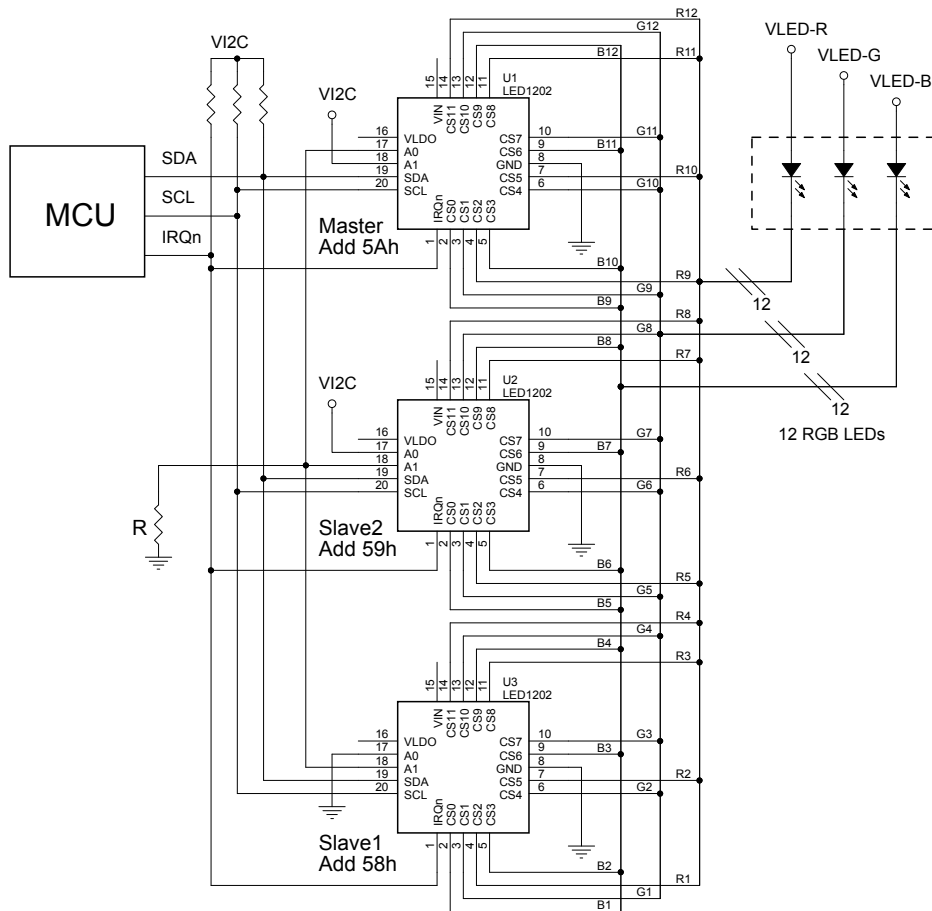 R12
G12
B12
R11
VI2C
VLED-R
VLED-G
VLED-B
15
14
13
12
11
U1
LED1202
VIN
CS11
CS10
CS9
CS8
VI2C
16
17
18
19
20
VLDO
A0
A1
SDA
SCL
CS7
CS6
GND
CS5
CS4
10
9
8
7
6
G11
B11
R10
G10
IRQn
CS0
CS1
CS2
CS3
1
2
3
4
5
MCU
SDA
SCL
IRQn
Master
Add 5Ah
B10
R9
G9
B9
12
12
12
12 RGB LEDs
R8
G8
B8
R7
15
14
13
12
11
U2
LED1202
VIN
CS11
CS10
CS9
CS8
VI2C
16
17
18
19
20
VLDO
A0
A1
SDA
SCL
CS7
CS6
GND
CS5
CS4
10
9
8
7
6
G7
B7
R6
G6
IRQn
CS0
CS1
CS2
CS3
1
2
3
4
5
R
Slave2
Add 59h
B6
R5
G5
B5
R4
G4
B4
R3
15
14
13
12
11
U3
LED1202
VIN
CS11
CS10
CS9
CS8
16
17
18
19
20
VLDO
A0
A1
SDA
SCL
CS7
CS6
GND
CS5
CS4
10
9
8
7
6
G3
B3
R2
G2
IRQn
CS0
CS1
CS2
CS3
1
2
3
4
5
Slave1
Add 58h
B2
R1
G1
B1